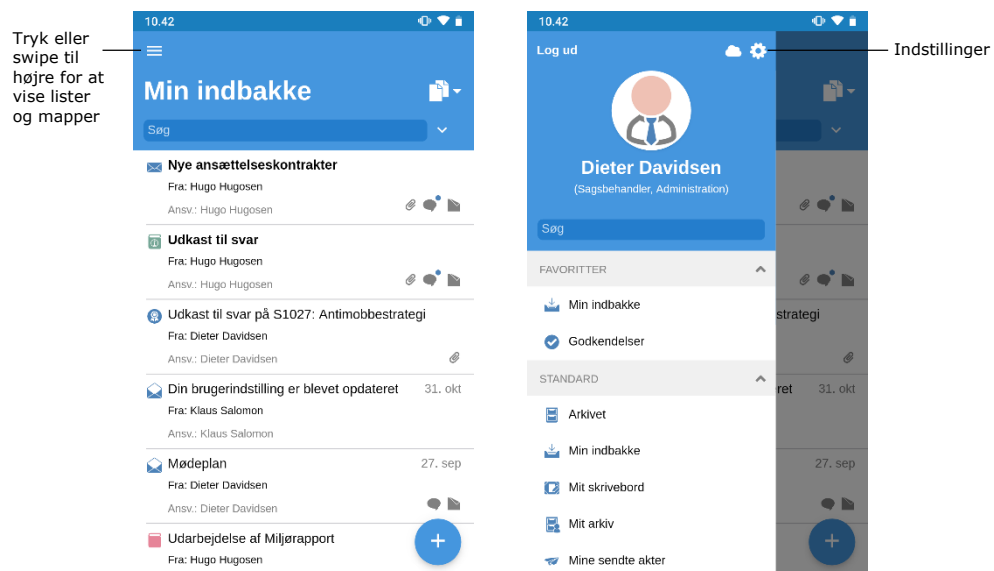 Tryk eller
swipe til
højre for at
vise lister
og mapper
10.42
Min indbakke
Søg
Nye ansættelseskontrakter
Fra: Hugo Hugosen
Ansv.: Hugo Hugosen
Udkast til svar
Fra: Hugo Hugosen
Ansv.: Hugo Hugosen
Udkast til svar på S1027: Antimobbestrategi
Fra: Dieter Davidsen
Ansv.: Dieter Davidsen
Din brugerindstilling er blevet opdateret 31. okt
Fra: Klaus Salomon
Ansv.: Klaus Salomon
Mødeplan 27. sep
Fra: Dieter Davidsen
Ansv.: Dieter Davidsen
Udarbejdelse af Miljørapport
Fra: Hugo Hugosen
+
10.42
Log ud
Dieter Davidsen
(Sagsbehandler, Administration)
Søg
FAVORITTER
Min indbakke
Godkendelser
STANDARD
Arkivet
Min indbakke
Mit skrivebord
Mit arkiv
Mine sendte akter
strategi
ret 31. okt
27. sep
+
Indstillinger